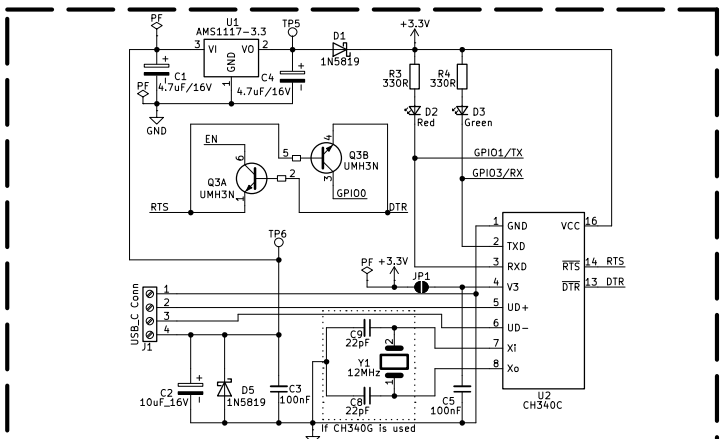 PF
U1
AMS1117-3.3
TP5
D1
1N5819
+3.3V
3 VI VO 2
GND
1
C1
4.7uF/16V
C4
4.7uF/16V
PF
GND
R3
330R
R4
330R
D2
Red
D3
Green
EN
6
5
4
Q3B
UMH3N
3
GPIO0
Q3A
UMH3N
2
1
RTS
DTR
GPIO1/TX
GPIO3/RX
TP6
PF +3.3V
JP1
1 GND
VCC 16
2 TXD
3 RXD
RTS 14 RTS
4 V3
DTR 13 DTR
5 UD+
6 UD-
7 Xi
8 Xo
U2
CH340C
USB_C Conn
1
2
3
4
J1
C9
22pF
2
Y1
12MHz
1
C8
22pF
C2
10uF_16V
D5
1N5819
C3
100nF
C5
100nF
If CH340G is used